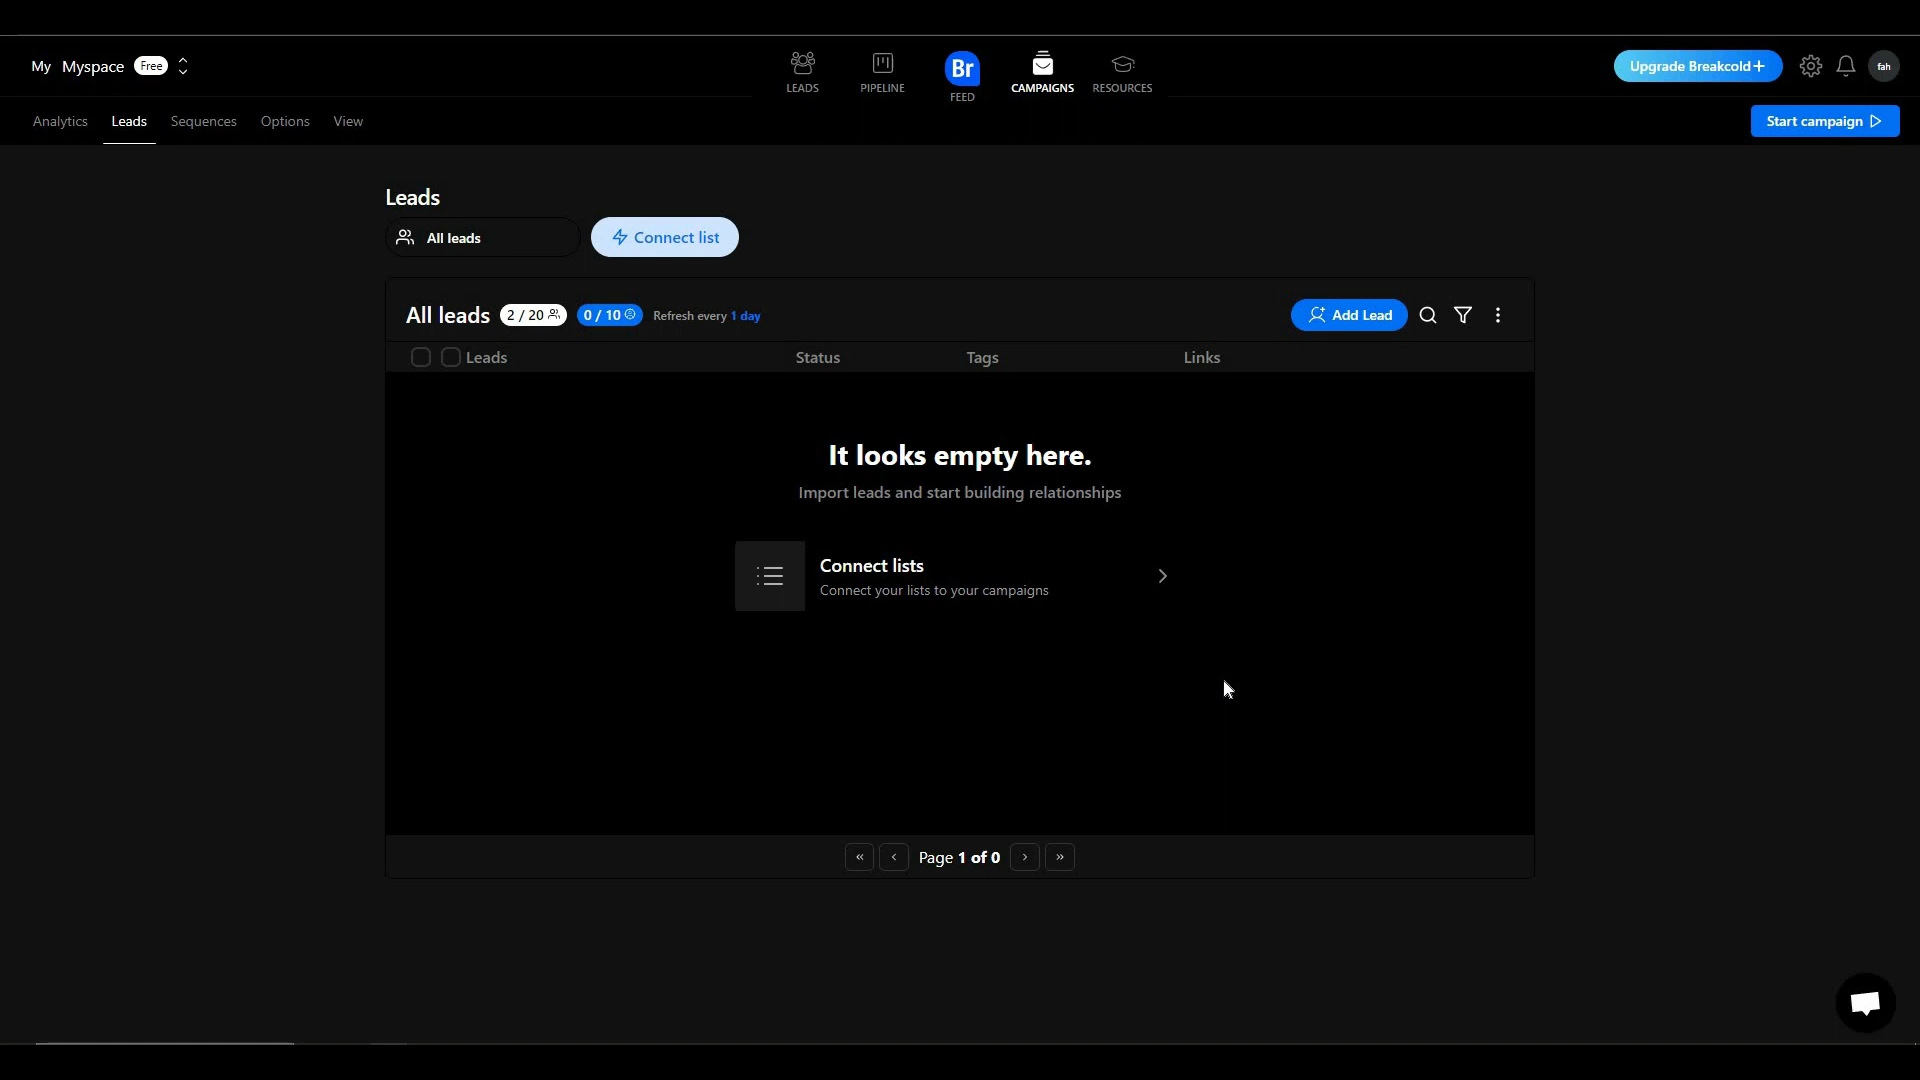 My Myspace Free
LEADS
PIPELINE
Br
FEED
CAMPAIGNS
RESOURCES
Upgrade Breakcold+
fah
Analytics
Leads
Sequences
Options
View
Start campaign
Leads
All leads
Connect list
All leads 2 / 20 0 / 10 Refresh every 1 day
Add Lead
Leads Status Tags Links
It looks empty here.
Import leads and start building relationships
Connect lists
Connect your lists to your campaigns
« ‹ Page 1 of 0 › »